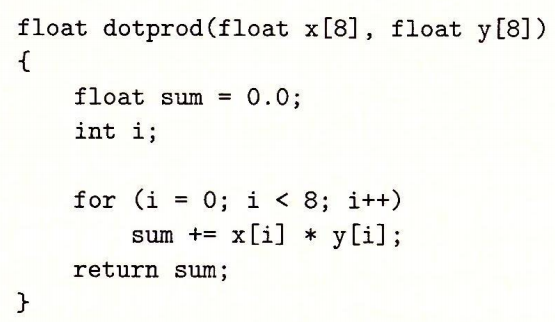 float dotprod(float x[8], float y[8])
{
    float sum = 0.0;
    int i;

    for (i = 0; i < 8; i++)
        sum += x[i] * y[i];
    return sum;
}